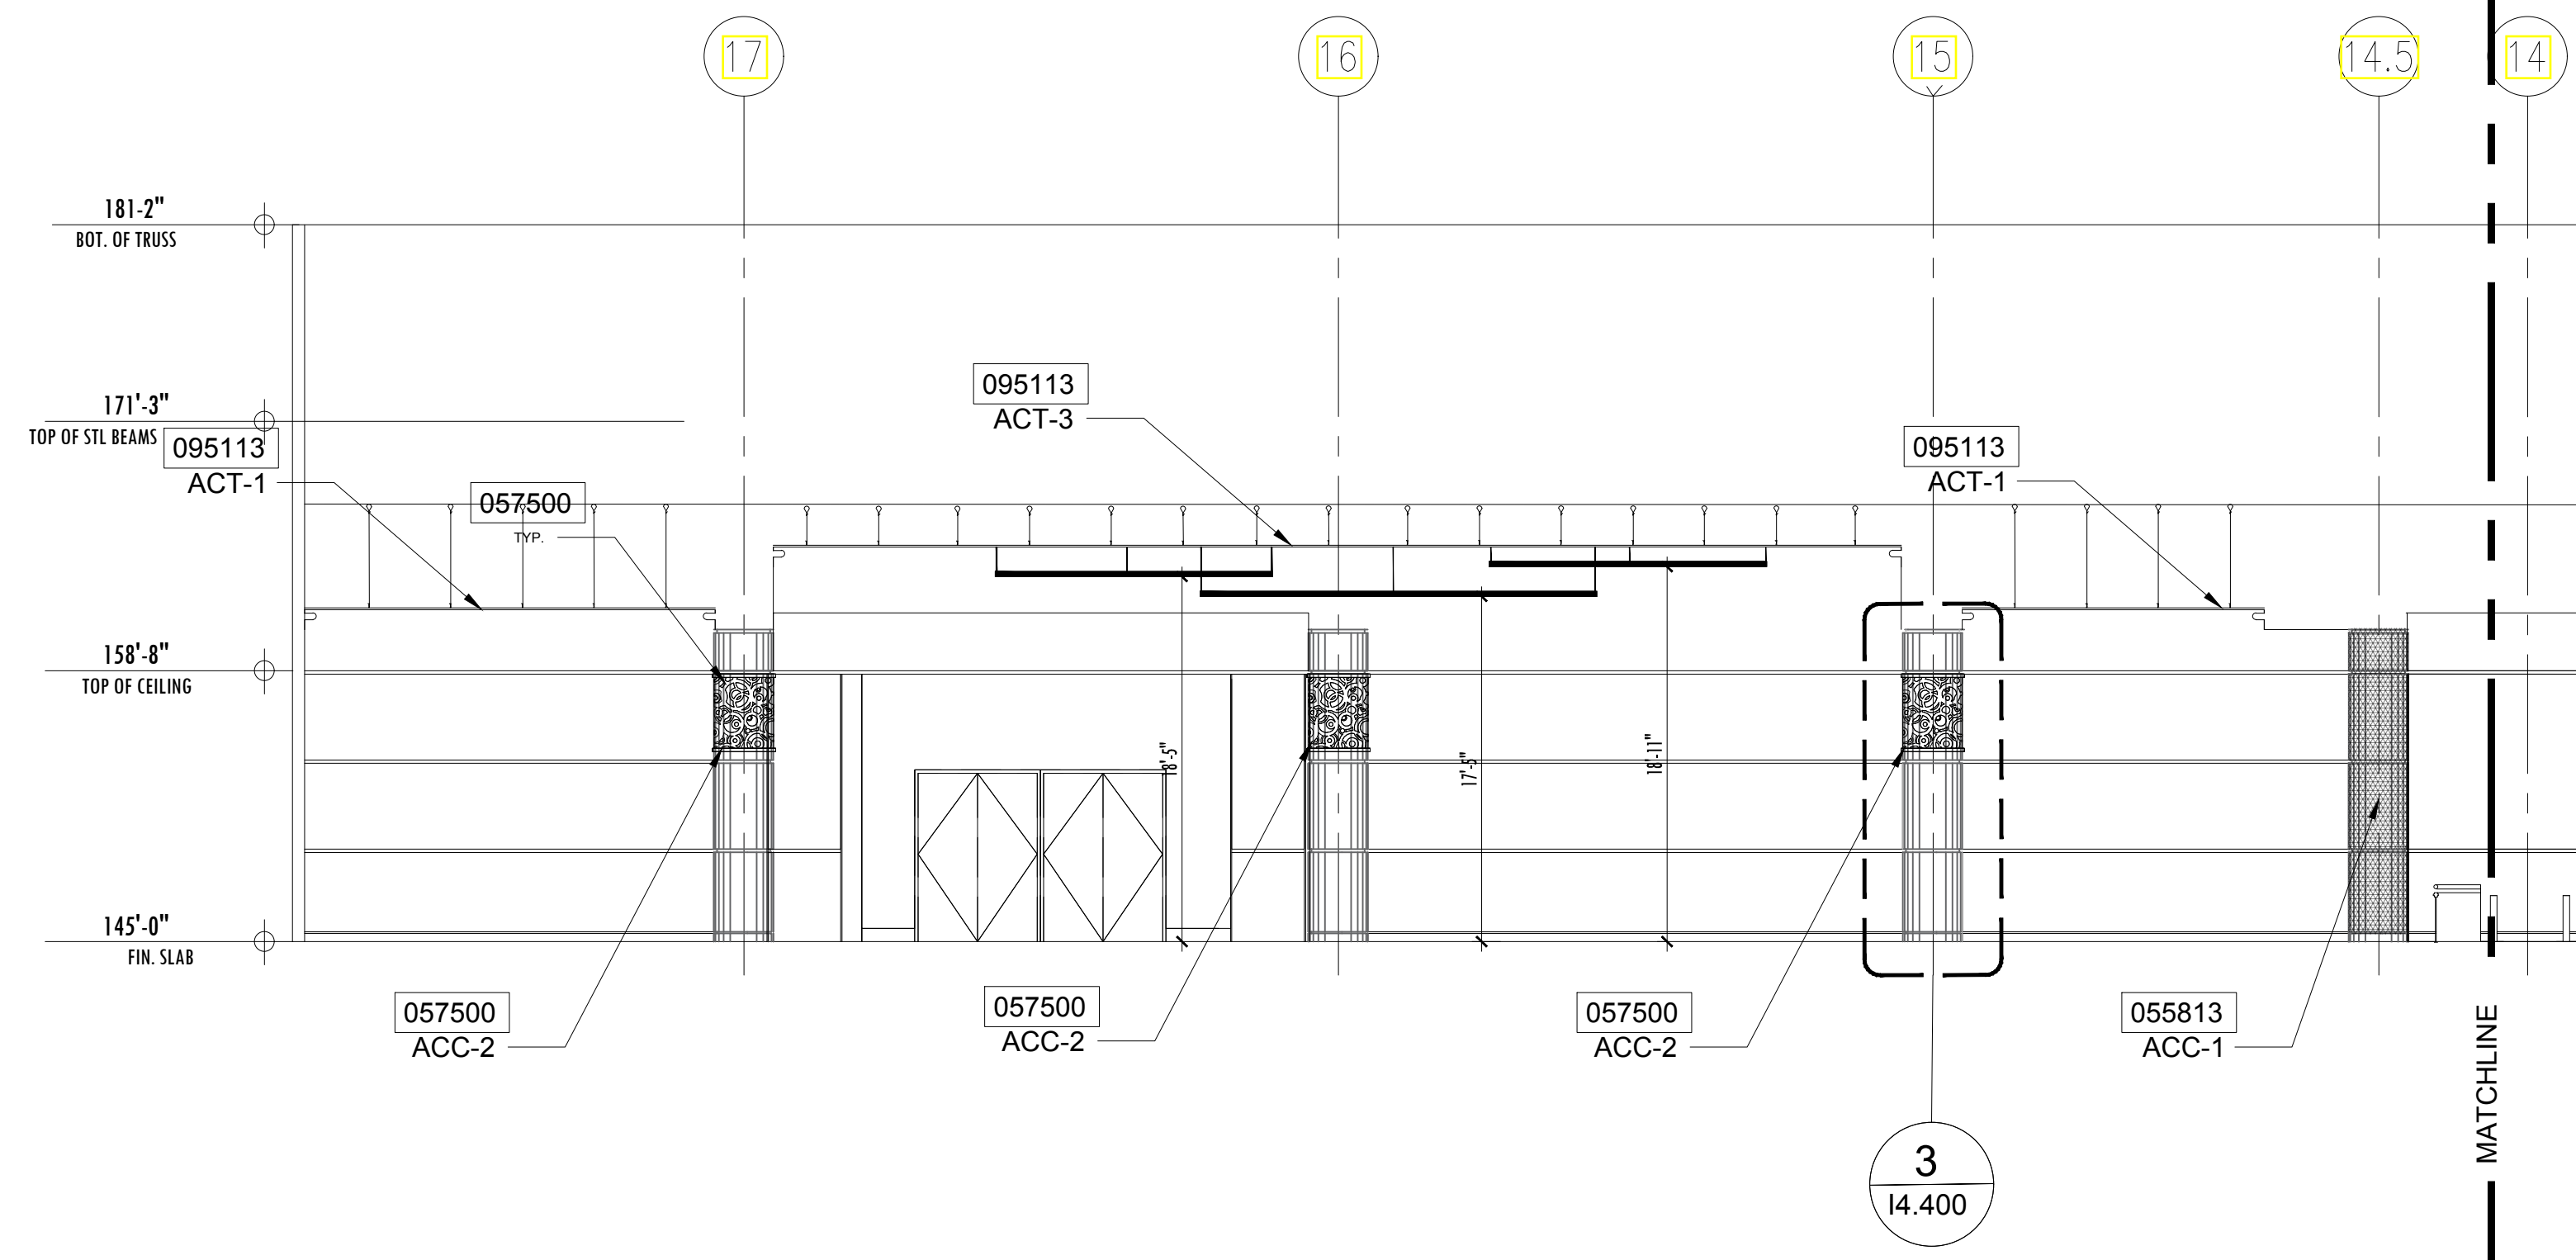 17
16
15
14.5
14
181-2"
BOT. OF TRUSS
171'-3"
TOP OF STL BEAMS
095113
ACT-1
057500
TYP.
095113
ACT-3
095113
ACT-1
158'-8"
TOP OF CEILING
18'-5"
17'-5"
18'-11"
145'-0"
FIN. SLAB
057500
ACC-2
057500
ACC-2
057500
ACC-2
055813
ACC-1
MATCHLINE
3
I4.400